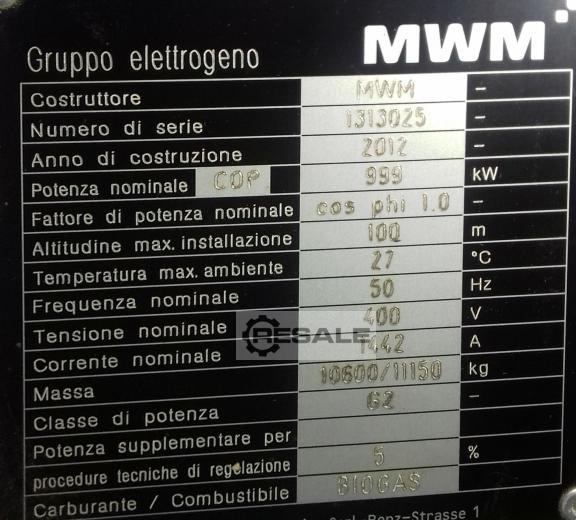 MWM
Gruppo elettrogeno
Costruttore MWM -
Numero di serie 1313025 -
Anno di costruzione 2012 -
Potenza nominale COP 999 kW
Fattore di potenza nominale cos phi 1.0 -
Altitudine max. installazione 100 m
Temperatura max. ambiente 27 °C
Frequenza nominale 50 Hz
Tensione nominale 400 V
Corrente nominale 1442 A
Massa 10600/11150 kg
Classe di potenza G2 -
Potenza supplementare per
procedure tecniche di regolazione 5 %
Carburante / Combustibile BIOGAS
RESALE
Carl-Benz-Strasse 1